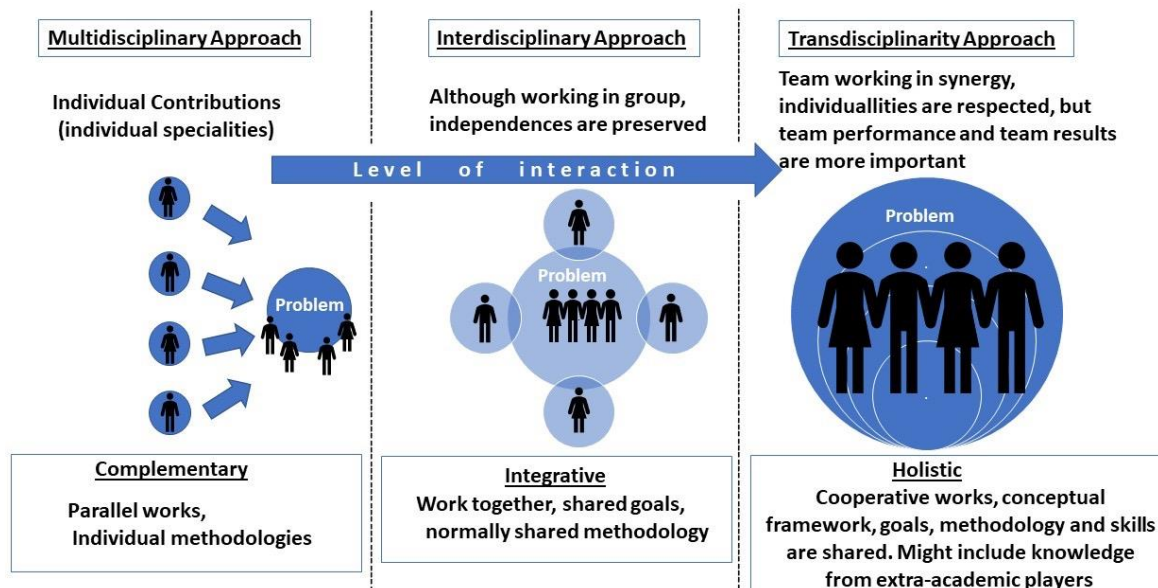 Multidisciplinary Approach
Individual Contributions
(individual specialities)
Problem
Complementary
Parallel works,
Individual methodologies
Interdisciplinary Approach
Although working in group,
independences are preserved
Level of interaction
Problem
Integrative
Work together, shared goals,
normally shared methodology
Transdisciplinarity Approach
Team working in synergy,
individuallities are respected, but
team performance and team results
are more important
Problem
Holistic
Cooperative works, conceptual
framework, goals, methodology and skills
are shared. Might include knowledge
from extra-academic players